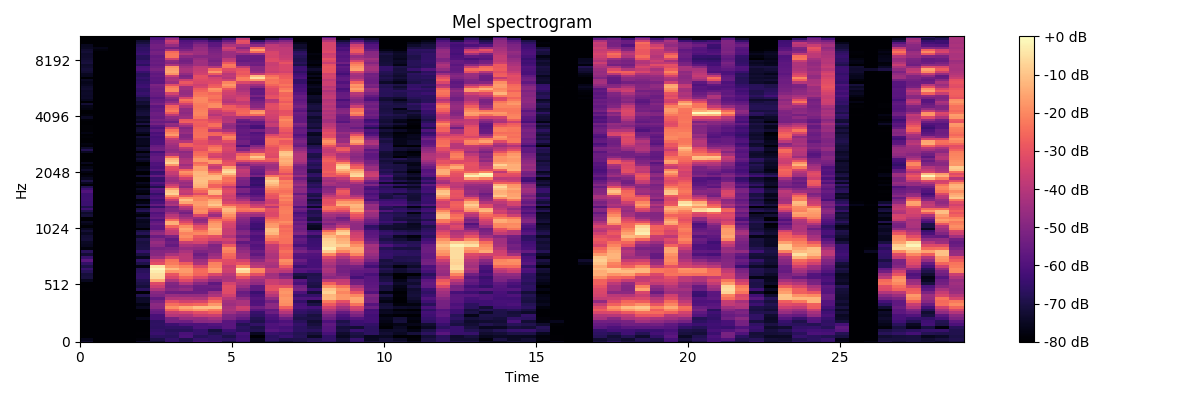 Mel spectrogram
8192
4096
2048
1024
512
0
Hz
0 5 10 15 20 25
Time
+0 dB
-10 dB
-20 dB
-30 dB
-40 dB
-50 dB
-60 dB
-70 dB
-80 dB